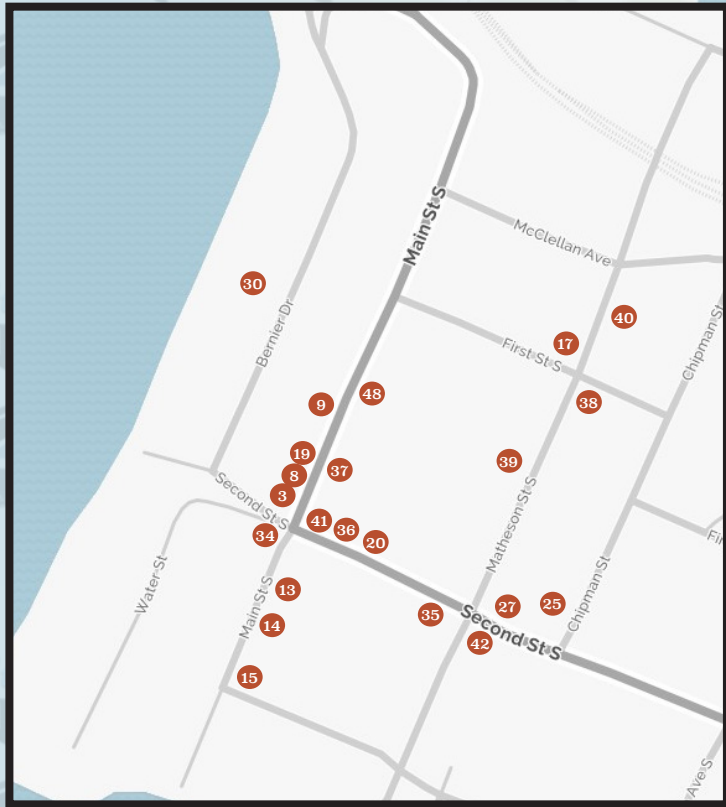 Main St S
McClellan Ave
30
40
Bernier Dr
17
First St S
Chipman St
48
9
38
19
39
37
8
3
Second St S
41
36
34
20
Matheson St S
Fir
Water St
13
Main St S
14
35
27
25
Chipman St
42
Second St S
15
Ave S